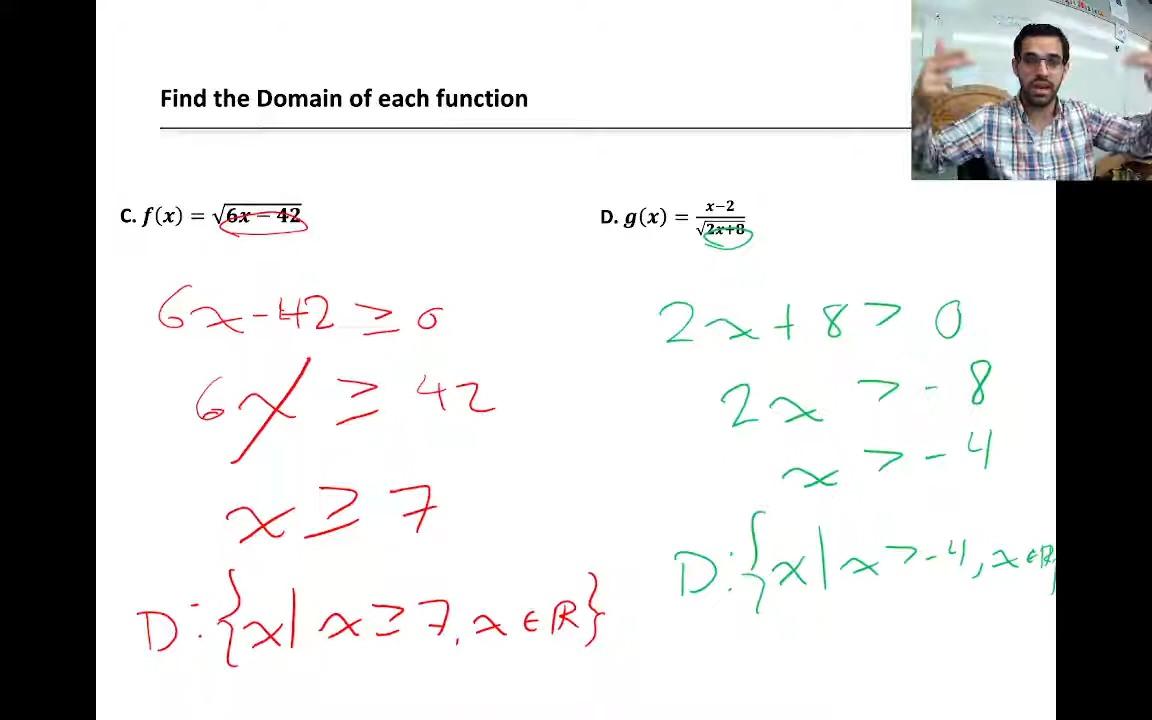 Find the Domain of each function
C. f(x) = √(6x − 42)
6x - 42 ≥ 0
6x ≥ 42
x ≥ 7
D: {x | x ≥ 7, x ∈ ℝ}
D. g(x) = (x−2)/√(2x+8)
2x + 8 > 0
2x > -8
x > -4
D: {x | x > -4, x ∈ ℝ}